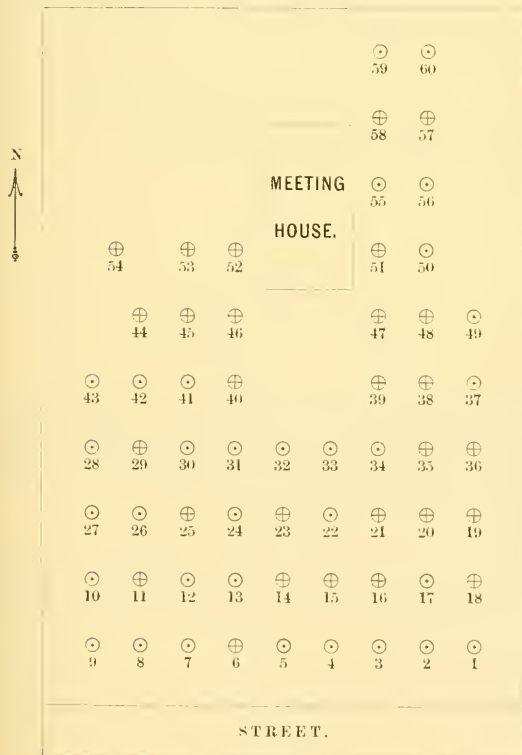 59 60
58 57
N
MEETING
55 56
HOUSE.
54 53 52 51 50
44 45 46 47 48 49
43 42 41 40 39 38 37
28 29 30 31 32 33 34 35 36
27 26 25 24 23 22 21 20 19
10 11 12 13 14 15 16 17 18
9 8 7 6 5 4 3 2 1
STREET.